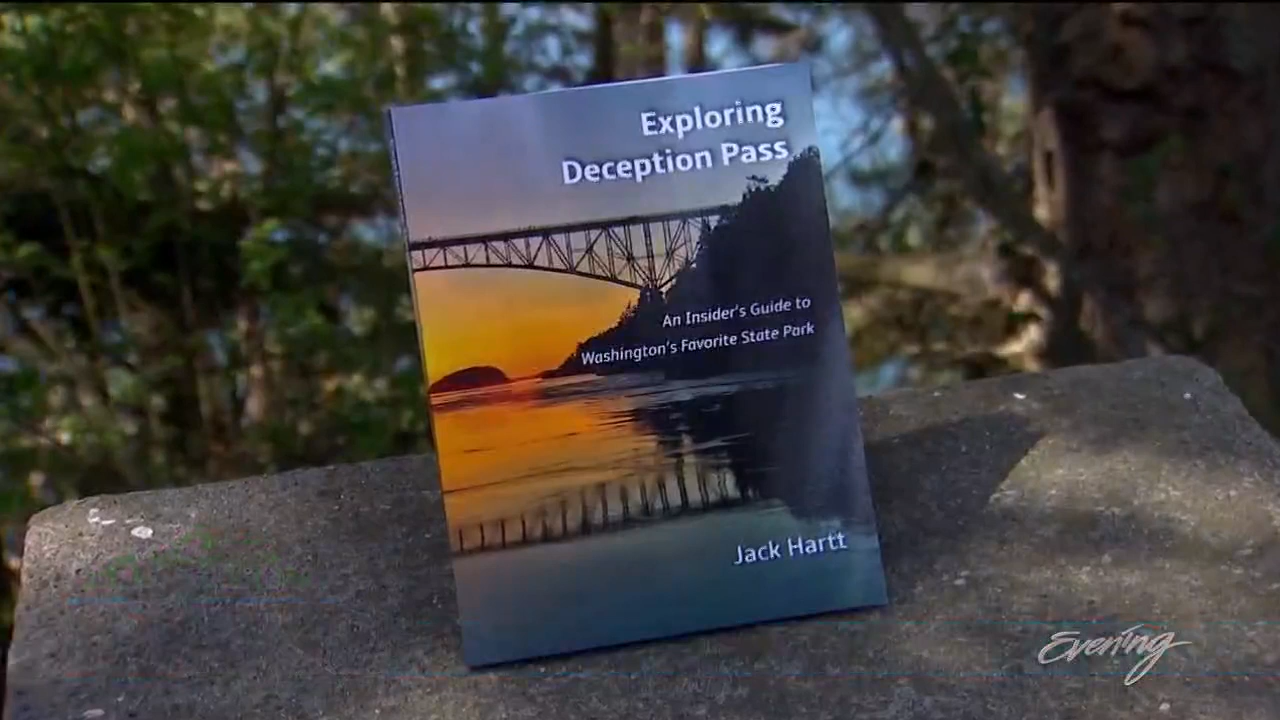 Exploring
Deception Pass
An Insider's Guide to
Washington's Favorite State Park
Jack Hartt
Evening